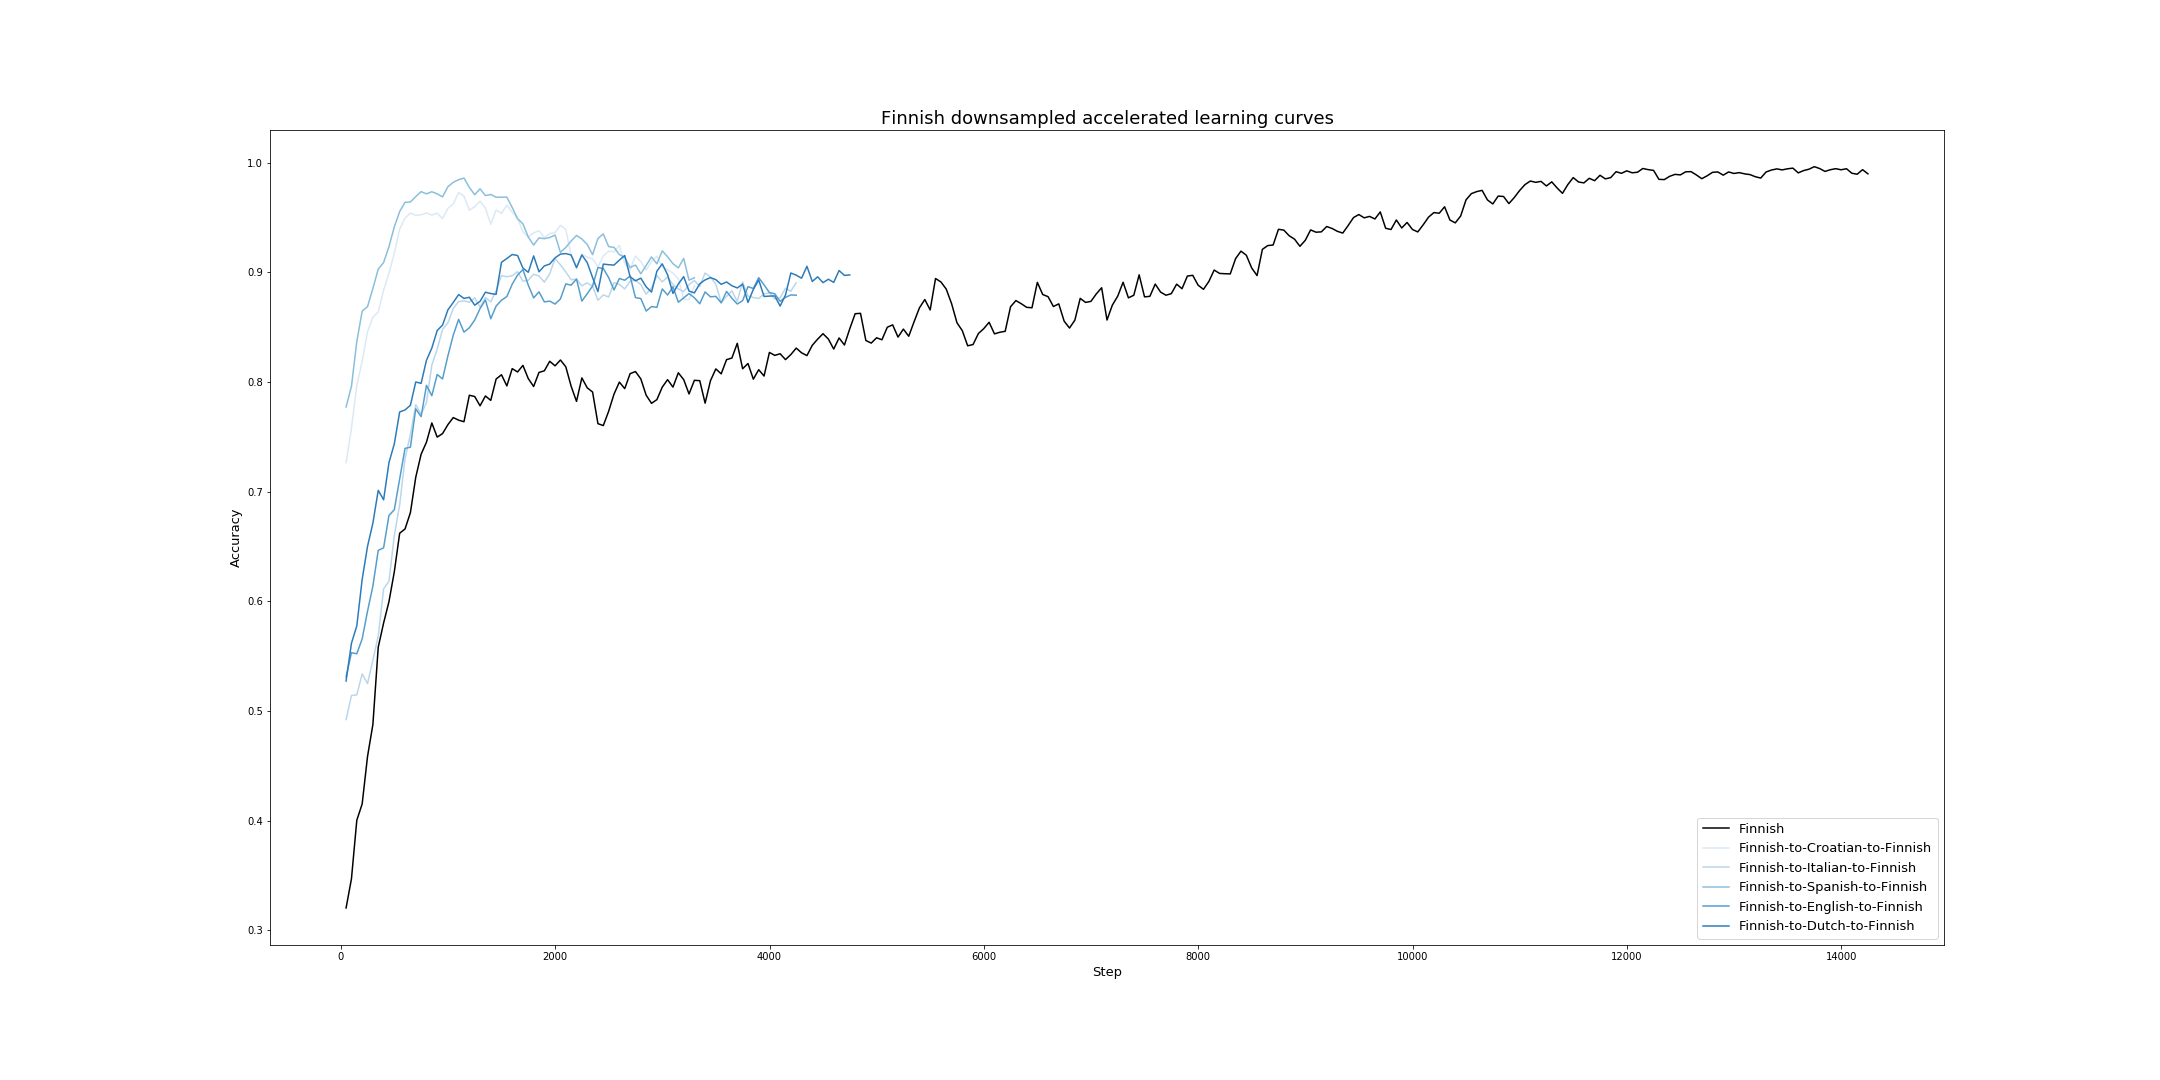 Finnish downsampled accelerated learning curves
1.0
0.9
0.8
0.7
0.6
0.5
0.4
0.3
Accuracy
0
2000
4000
6000
8000
10000
12000
14000
Step
Finnish
Finnish-to-Croatian-to-Finnish
Finnish-to-Italian-to-Finnish
Finnish-to-Spanish-to-Finnish
Finnish-to-English-to-Finnish
Finnish-to-Dutch-to-Finnish